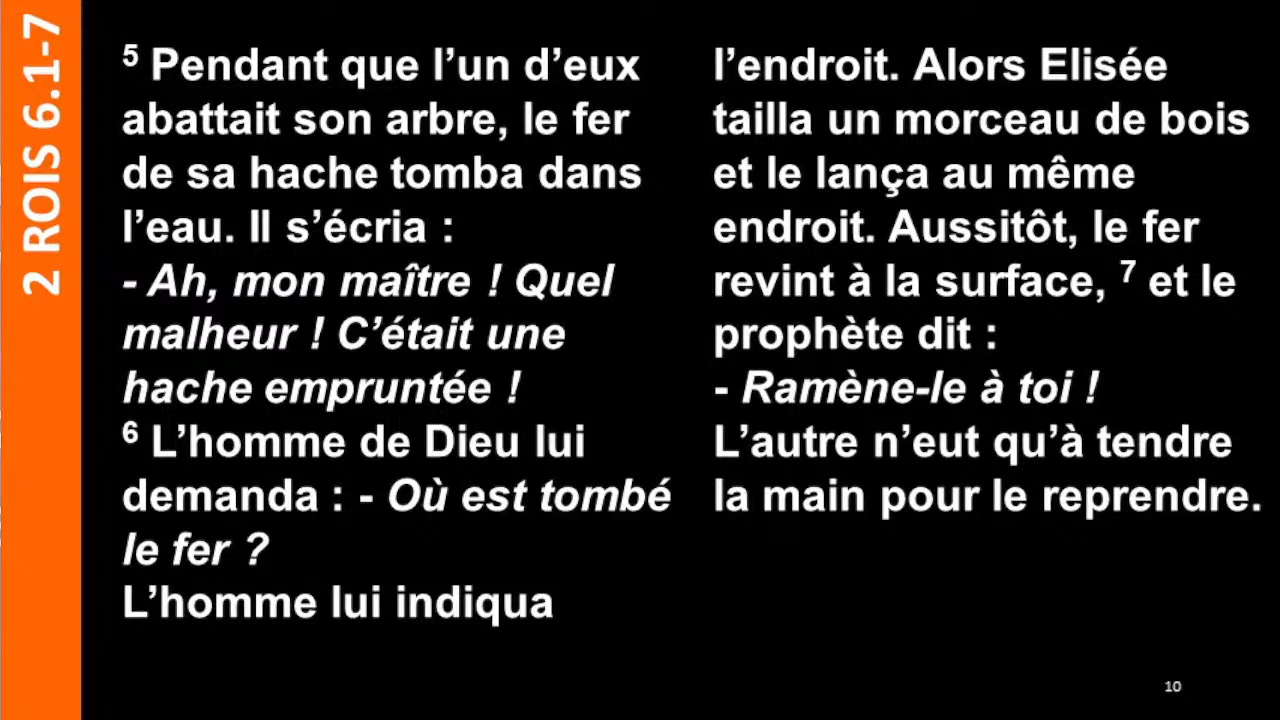 2 ROIS 6.1-7
⁵ Pendant que l’un d’eux
abattait son arbre, le fer
de sa hache tomba dans
l’eau. Il s’écria :
- Ah, mon maître ! Quel
malheur ! C’était une
hache empruntée !
⁶ L’homme de Dieu lui
demanda : - Où est tombé
le fer ?
L’homme lui indiqua
l’endroit. Alors Elisée
tailla un morceau de bois
et le lança au même
endroit. Aussitôt, le fer
revint à la surface, ⁷ et le
prophète dit :
- Ramène-le à toi !
L’autre n’eut qu’à tendre
la main pour le reprendre.
10